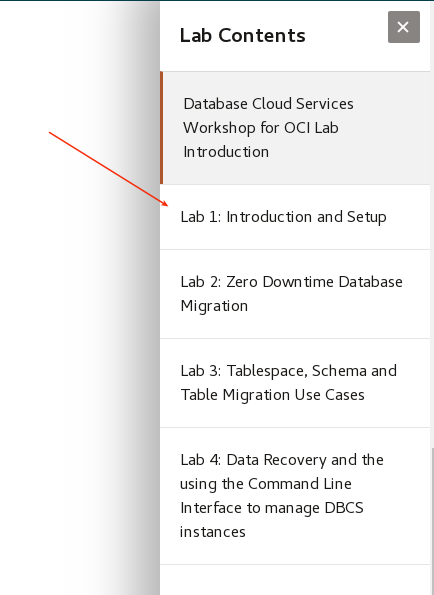 Lab Contents
Database Cloud Services
Workshop for OCI Lab
Introduction
Lab 1: Introduction and Setup
Lab 2: Zero Downtime Database
Migration
Lab 3: Tablespace, Schema and
Table Migration Use Cases
Lab 4: Data Recovery and the
using the Command Line
Interface to manage DBCS
instances